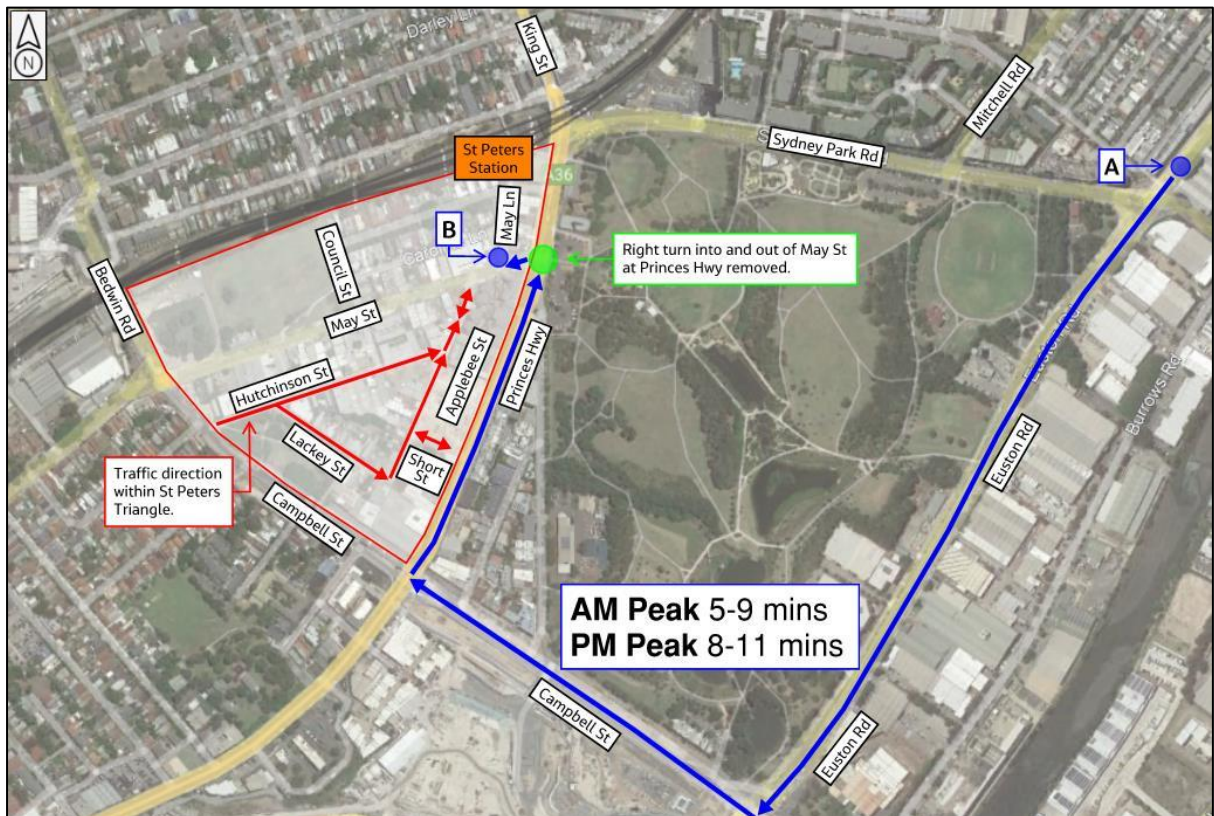 N
Darley Ln
King St
Mitchell Rd
Sydney Park Rd
St Peters
Station
A36
A
May Ln
B
Council St
Right turn into and out of May St
at Princes Hwy removed.
Bedwin Rd
May St
Euston Rd
Burrows Rd
Hutchinson St
Applebee St
Princes Hwy
Euston Rd
Lackey St
Short
St
Traffic direction
within St Peters
Triangle.
Campbell St
AM Peak 5-9 mins
PM Peak 8-11 mins
Campbell St
Euston Rd